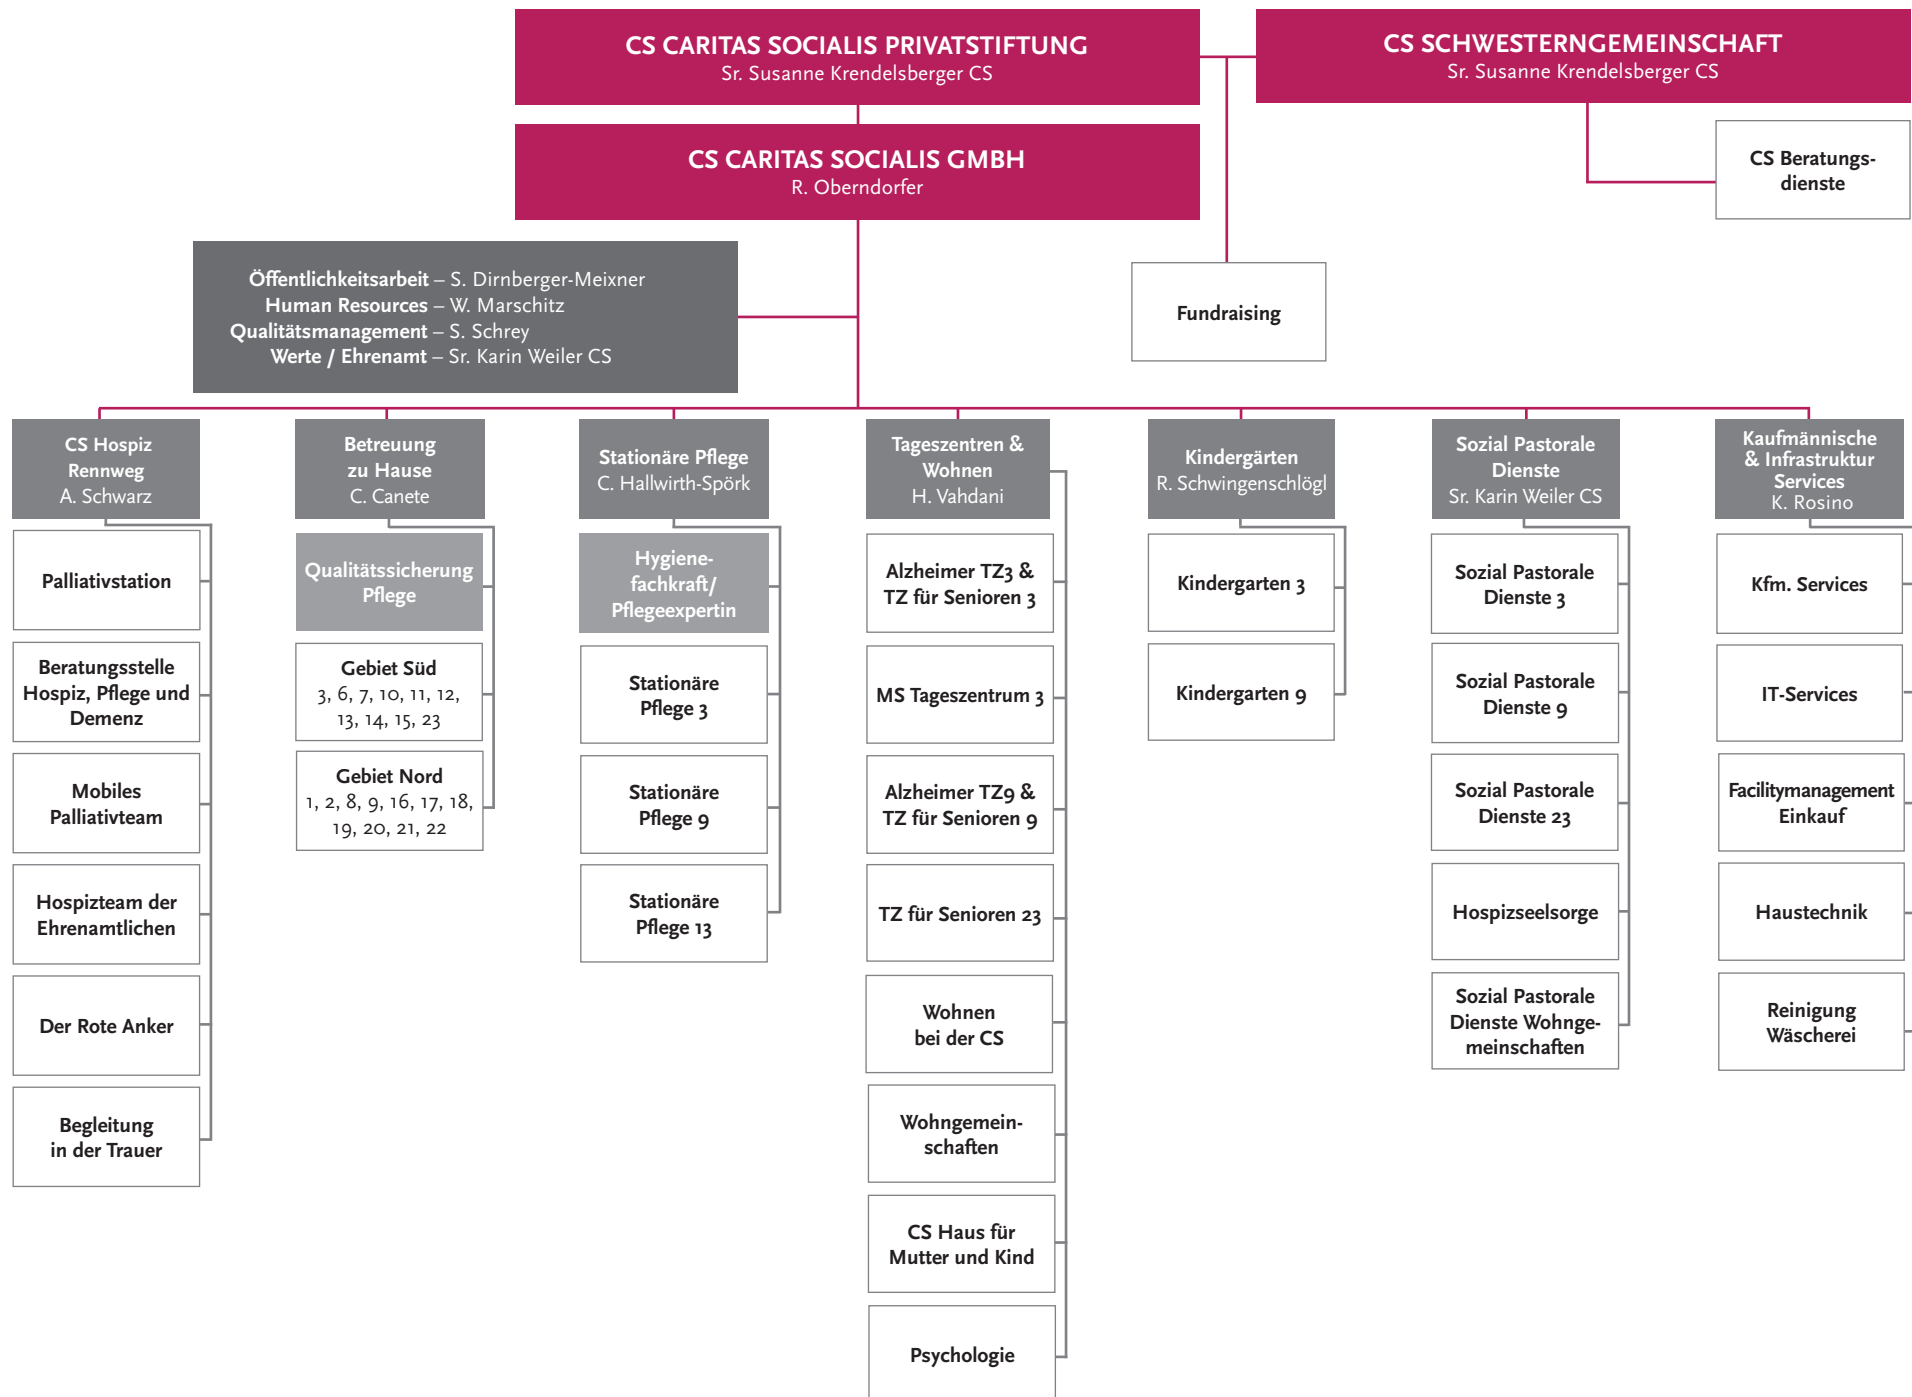 CS CARITAS SOCIALIS PRIVATSTIFTUNG
Sr. Susanne Krendelsberger CS
CS SCHWESTERNGEMEINSCHAFT
Sr. Susanne Krendelsberger CS
CS CARITAS SOCIALIS GMBH
R. Oberndorfer
CS Beratungs-
dienste
Öffentlichkeitsarbeit – S. Dirnberger-Meixner
Human Resources – W. Marschitz
Qualitätsmanagement – S. Schrey
Werte / Ehrenamt – Sr. Karin Weiler CS
Fundraising
CS Hospiz
Rennweg
A. Schwarz
Palliativstation
Beratungsstelle
Hospiz, Pflege und
Demenz
Mobiles
Palliativteam
Hospizteam der
Ehrenamtlichen
Der Rote Anker
Begleitung
in der Trauer
Betreuung
zu Hause
C. Canete
Qualitätssicherung
Pflege
Gebiet Süd
3, 6, 7, 10, 11, 12,
13, 14, 15, 23
Gebiet Nord
1, 2, 8, 9, 16, 17, 18,
19, 20, 21, 22
Stationäre Pflege
C. Hallwirth-Spörk
Hygiene-
fachkraft/
Pflegeexpertin
Stationäre
Pflege 3
Stationäre
Pflege 9
Stationäre
Pflege 13
Tageszentren &
Wohnen
H. Vahdani
Alzheimer TZ3 &
TZ für Senioren 3
MS Tageszentrum 3
Alzheimer TZ9 &
TZ für Senioren 9
TZ für Senioren 23
Wohnen
bei der CS
Wohngemein-
schaften
CS Haus für
Mutter und Kind
Psychologie
Kindergärten
R. Schwingenschlögl
Kindergarten 3
Kindergarten 9
Sozial Pastorale
Dienste
Sr. Karin Weiler CS
Sozial Pastorale
Dienste 3
Sozial Pastorale
Dienste 9
Sozial Pastorale
Dienste 23
Hospizseelsorge
Sozial Pastorale
Dienste Wohnge-
meinschaften
Kaufmännische
& Infrastruktur
Services
K. Rosino
Kfm. Services
IT-Services
Facilitymanagement
Einkauf
Haustechnik
Reinigung
Wäscherei